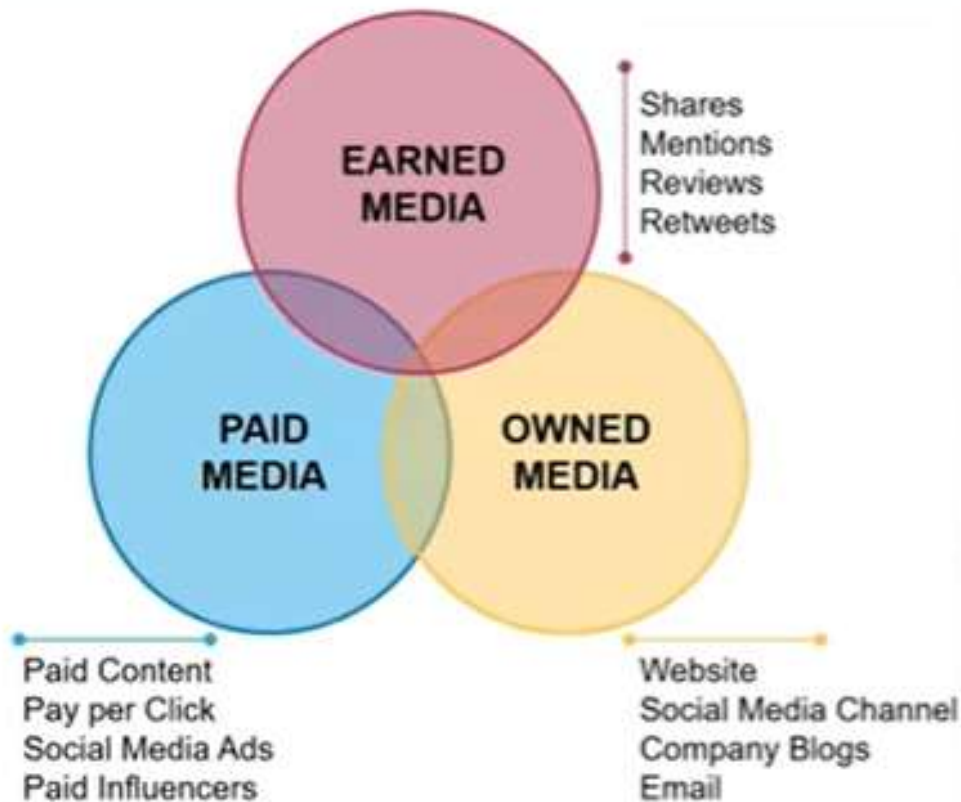 EARNED
MEDIA
Shares
Mentions
Reviews
Retweets
PAID
MEDIA
OWNED
MEDIA
Paid Content
Pay per Click
Social Media Ads
Paid Influencers
Website
Social Media Channel
Company Blogs
Email